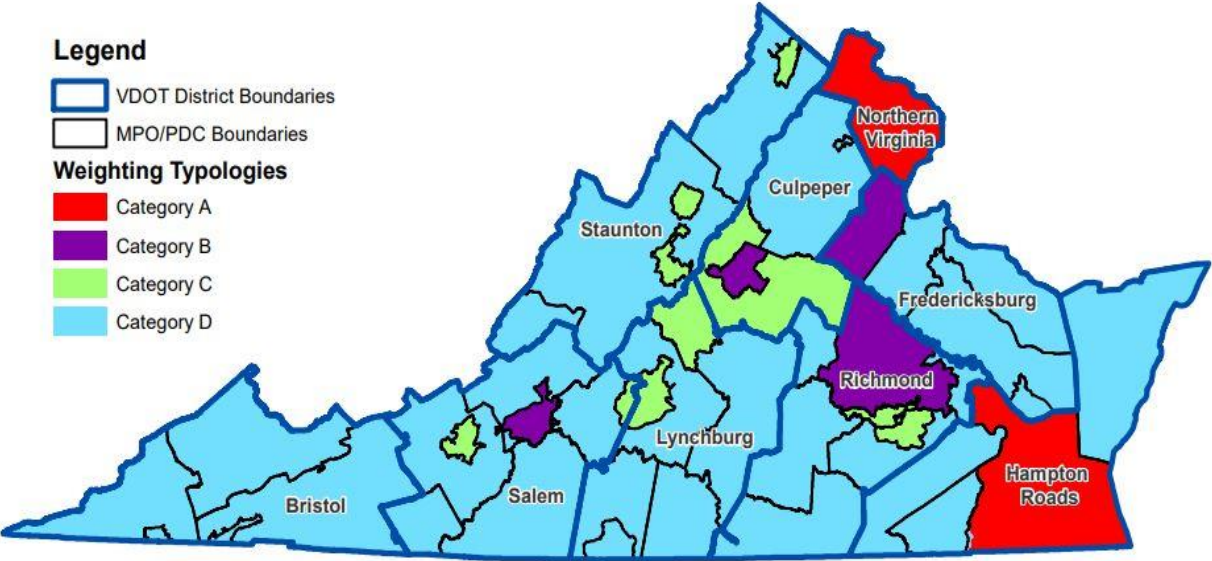 Legend
VDOT District Boundaries
MPO/PDC Boundaries
Weighting Typologies
Category A
Category B
Category C
Category D
Northern
Virginia
Culpeper
Staunton
Fredericksburg
Richmond
Lynchburg
Hampton
Roads
Salem
Bristol